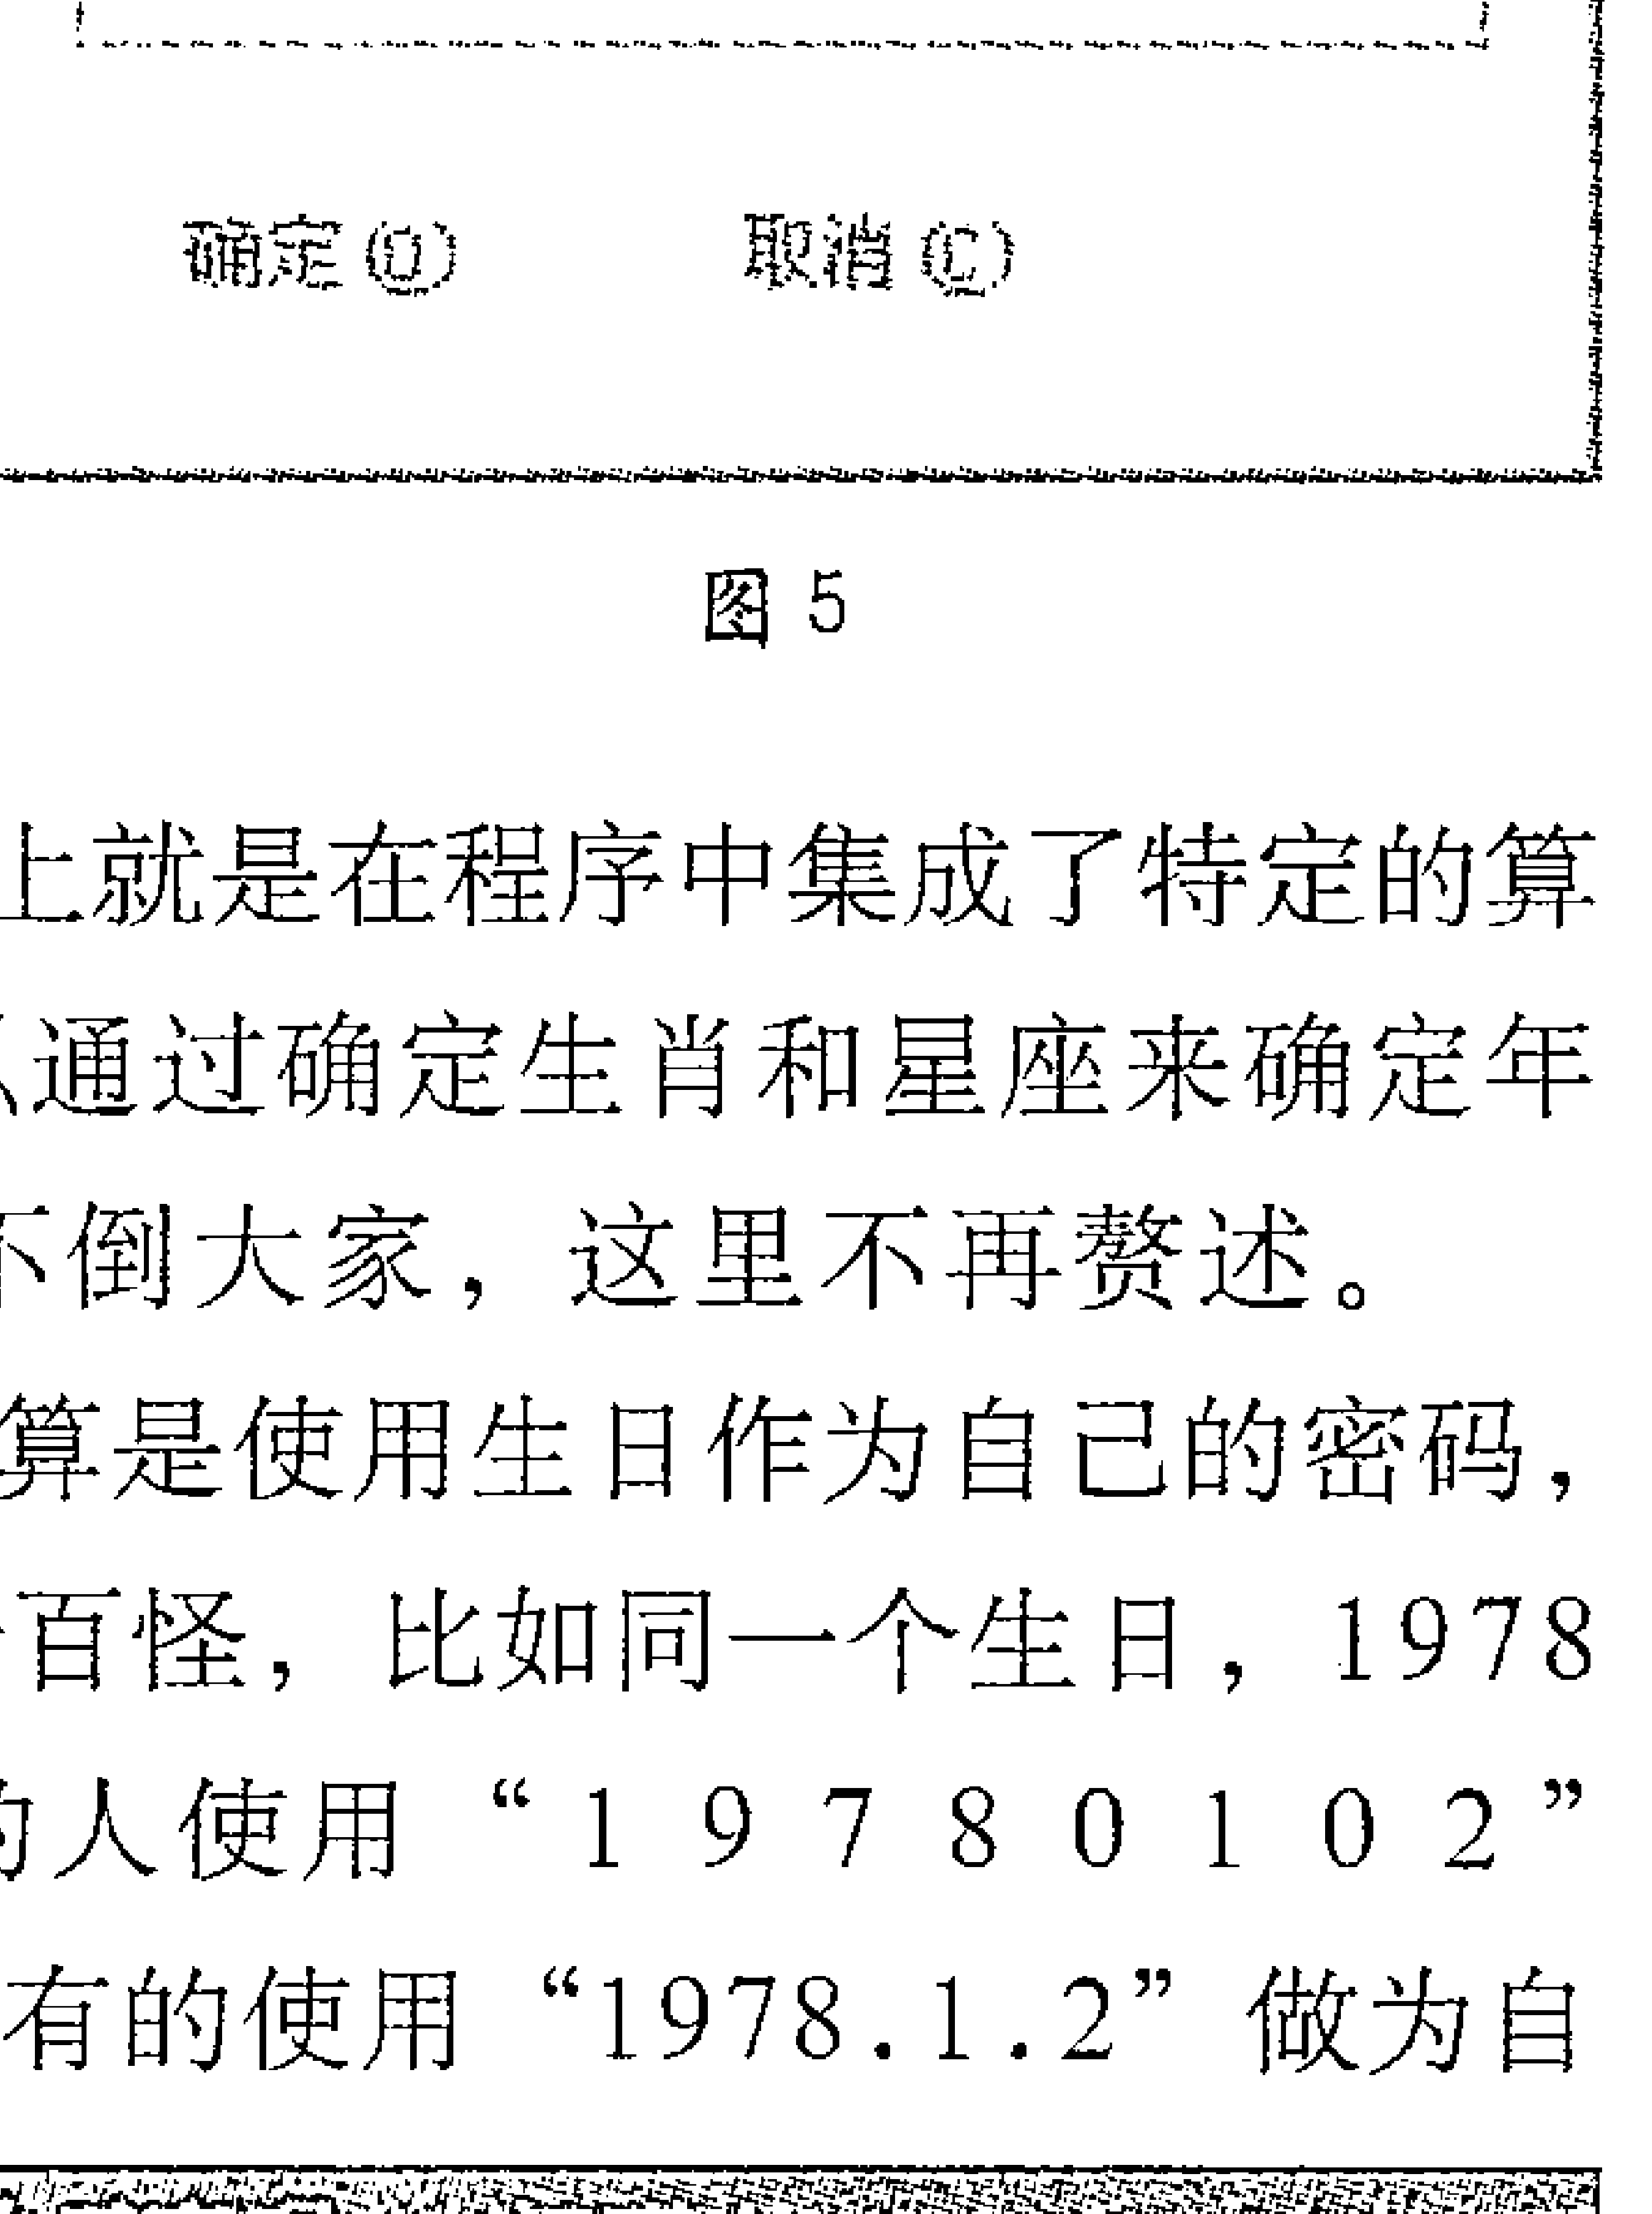 确定(O) 取消(C)
图 5
上就是在程序中集成了特定的算
通过确定生肖和星座来确定年
不倒大家，这里不再赘述。
算是使用生日作为自己的密码，
百怪，比如同一个生日，1978
的人使用“19780102”
有的使用“1978.1.2”做为自